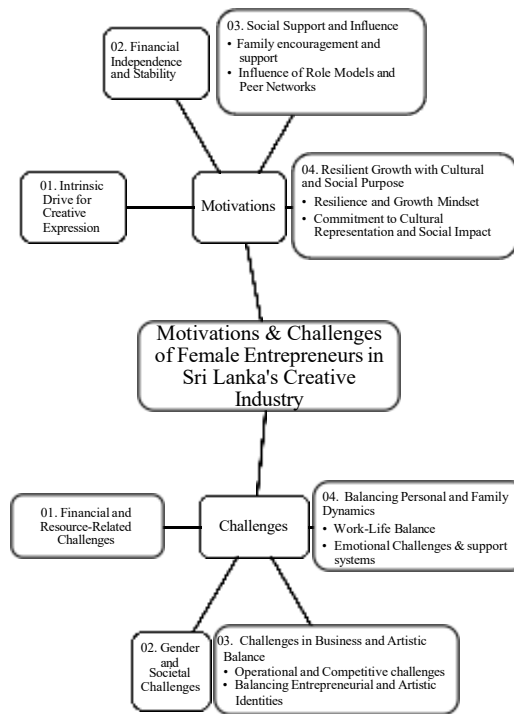 02. Financial
Independence
and Stability
03. Social Support and Influence
• Family encouragement and
support
• Influence of Role Models and
Peer Networks
01. Intrinsic
Drive for
Creative
Expression
Motivations
04. Resilient Growth with Cultural
and Social Purpose
• Resilience and Growth Mindset
• Commitment to Cultural
Representation and Social Impact
Motivations & Challenges
of Female Entrepreneurs in
Sri Lanka's Creative
Industry
01. Financial and
Resource-Related
Challenges
Challenges
04. Balancing Personal and Family
Dynamics
• Work-Life Balance
• Emotional Challenges & support
systems
02. Gender
and
Societal
Challenges
03. Challenges in Business and Artistic
Balance
• Operational and Competitive challenges
• Balancing Entrepreneurial and Artistic
Identities